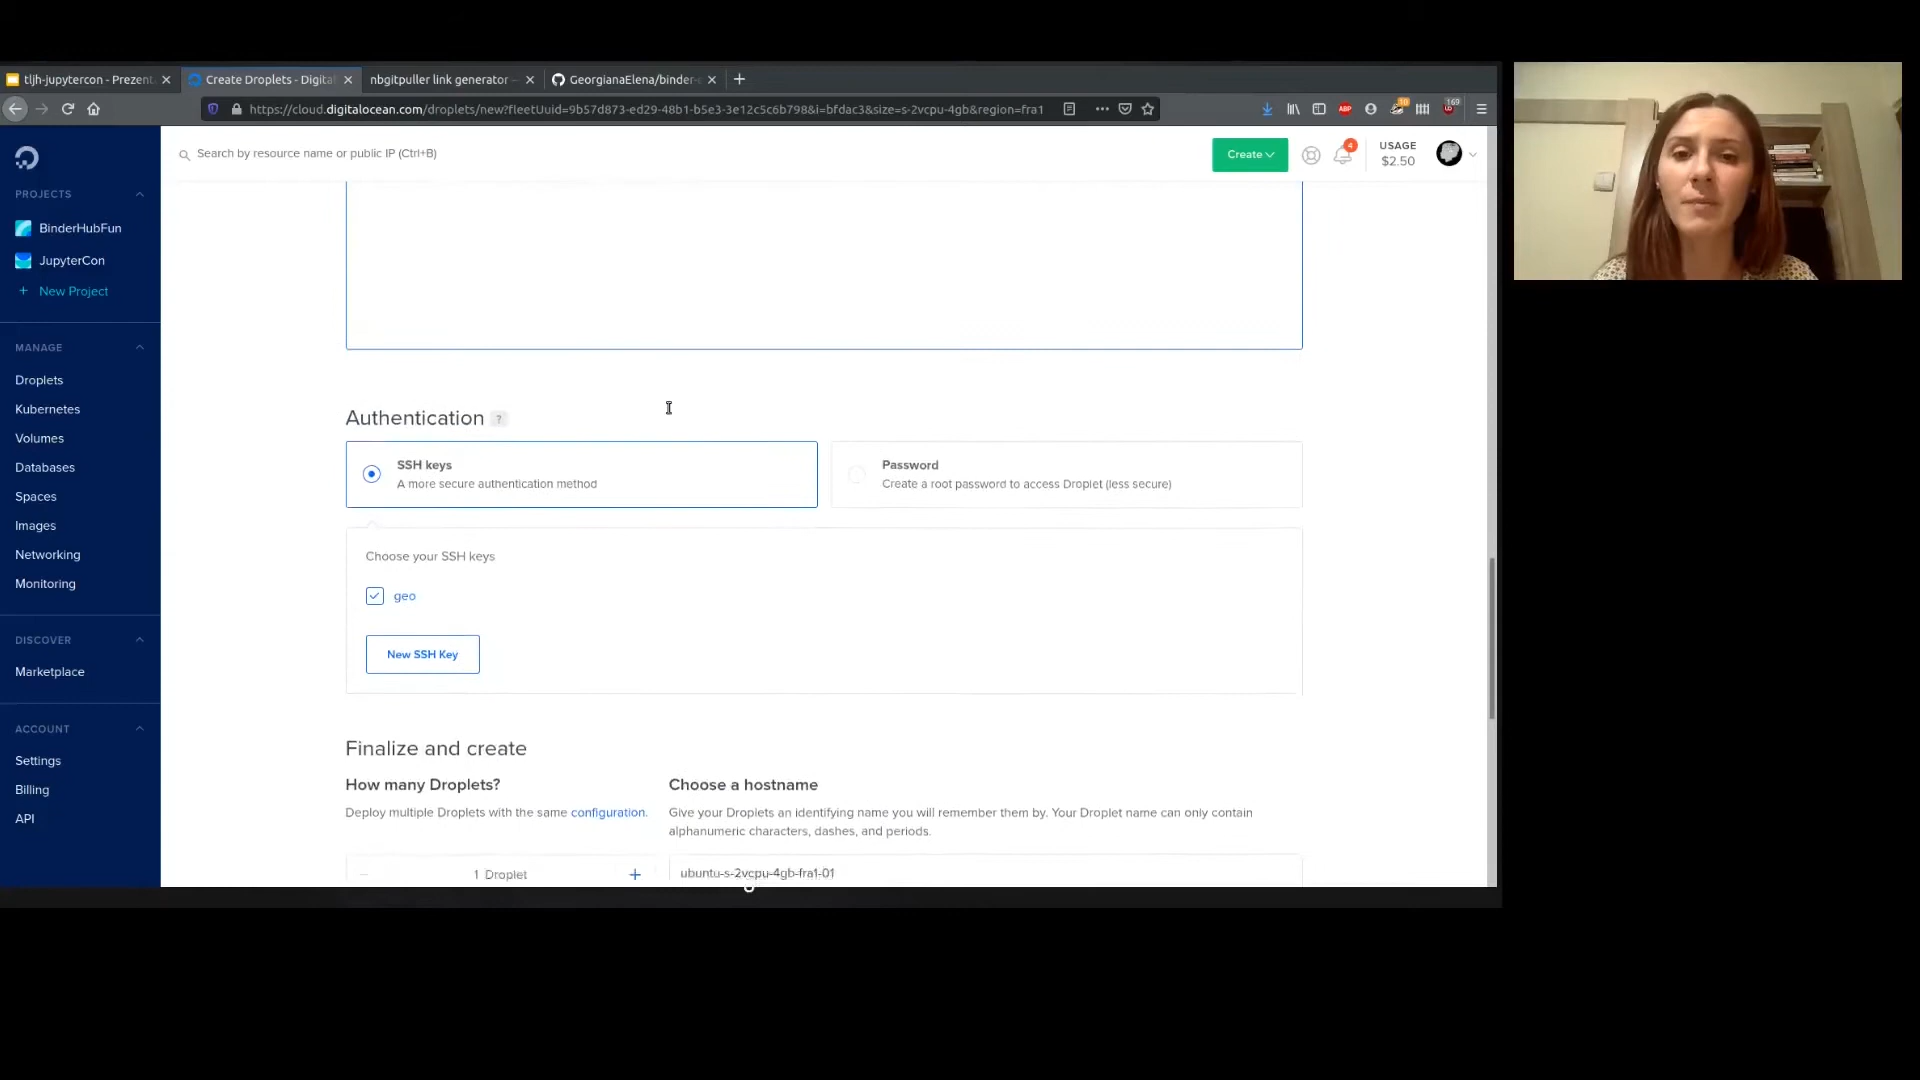 tljh-jupytercon - Prezent
Create Droplets - Digita
nbgitpuller link generator -
GeorgianaElena/binder-
https://cloud.digitalocean.com/droplets/new?fleetUuid=9b57d873-ed29-48b1-b5e3-3e12c5c6b798&i=bfdac3&size=s-2vcpu-4gb&region=fra1
ABP
10
169
Search by resource name or public IP (Ctrl+B)
Create
4
USAGE
$2.50
PROJECTS
BinderHubFun
JupyterCon
+ New Project
MANAGE
Droplets
Kubernetes
Volumes
Databases
Spaces
Images
Networking
Monitoring
DISCOVER
Marketplace
ACCOUNT
Settings
Billing
API
Authentication ?
SSH keys
A more secure authentication method
Password
Create a root password to access Droplet (less secure)
Choose your SSH keys
geo
New SSH Key
Finalize and create
How many Droplets?
Deploy multiple Droplets with the same configuration.
1 Droplet
Choose a hostname
Give your Droplets an identifying name you will remember them by. Your Droplet name can only contain
alphanumeric characters, dashes, and periods.
ubuntu-s-2vcpu-4gb-fra1-01